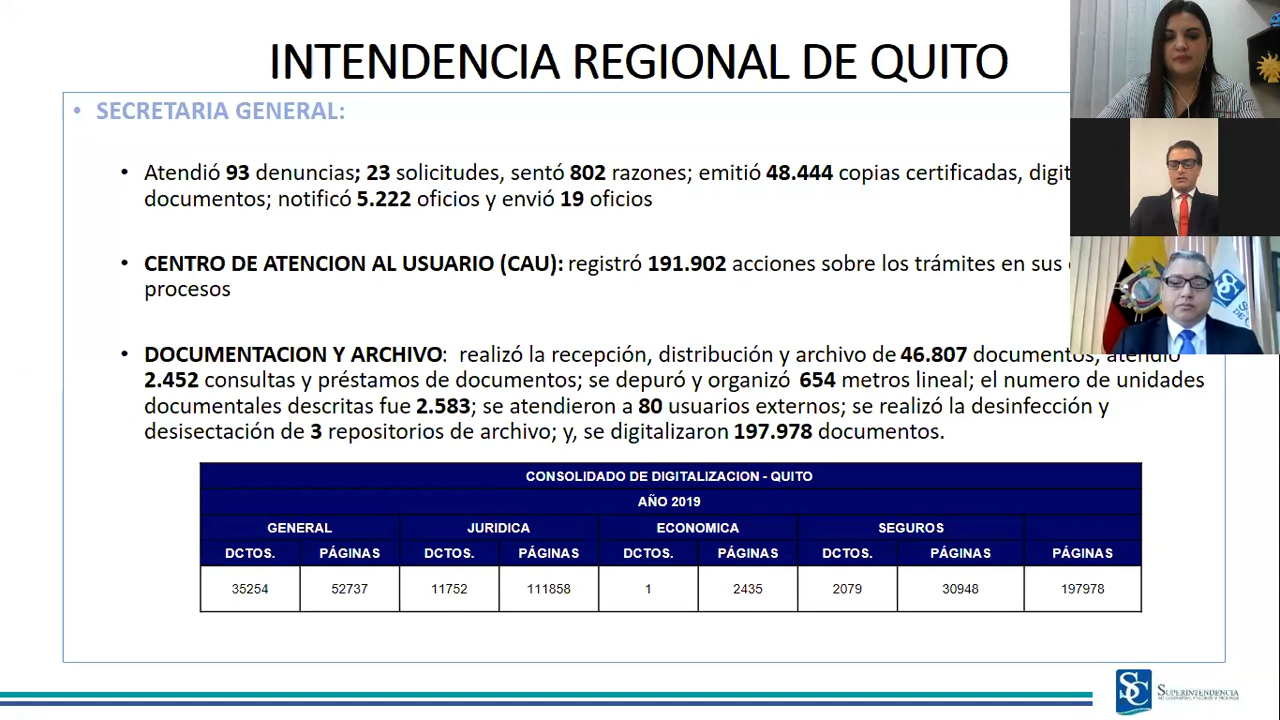 INTENDENCIA REGIONAL DE QUITO
• SECRETARIA GENERAL:
• Atendió 93 denuncias; 23 solicitudes, sentó 802 razones; emitió 48.444 copias certificadas, digit
documentos; notificó 5.222 oficios y envió 19 oficios
• CENTRO DE ATENCION AL USUARIO (CAU): registró 191.902 acciones sobre los trámites en sus
procesos
• DOCUMENTACION Y ARCHIVO: realizó la recepción, distribución y archivo de 46.807 documentos, atendió
2.452 consultas y préstamos de documentos; se depuró y organizó 654 metros lineal; el numero de unidades
documentales descritas fue 2.583; se atendieron a 80 usuarios externos; se realizó la desinfección y
desisectación de 3 repositorios de archivo; y, se digitalizaron 197.978 documentos.
CONSOLIDADO DE DIGITALIZACION - QUITO
AÑO 2019
GENERAL JURIDICA ECONOMICA SEGUROS
DCTOS. PÁGINAS DCTOS. PÁGINAS DCTOS. PÁGINAS DCTOS. PÁGINAS PÁGINAS
35254 52737 11752 111858 1 2435 2079 30948 197978
SC SUPERINTENDENCIA